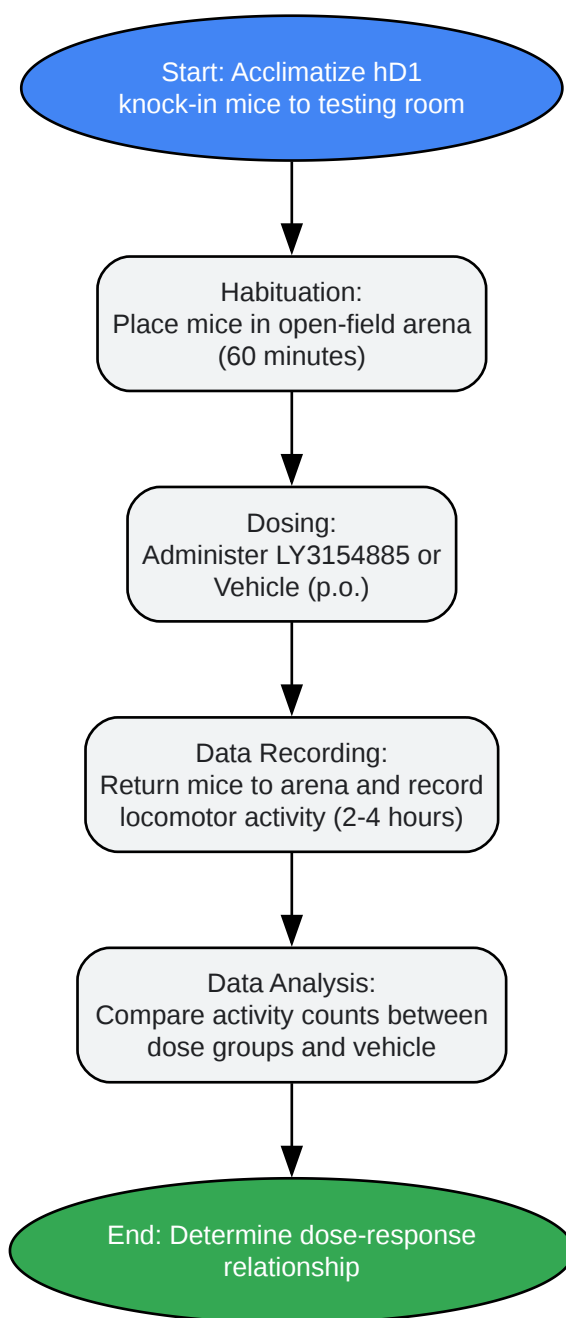 Start: Acclimatize hD1
knock-in mice to testing room
Habituation:
Place mice in open-field arena
(60 minutes)
Dosing:
Administer LY3154885 or
Vehicle (p.o.)
Data Recording:
Return mice to arena and record
locomotor activity (2-4 hours)
Data Analysis:
Compare activity counts between
dose groups and vehicle
End: Determine dose-response
relationship